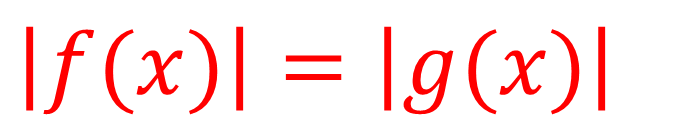 |f(x)| = |g(x)|